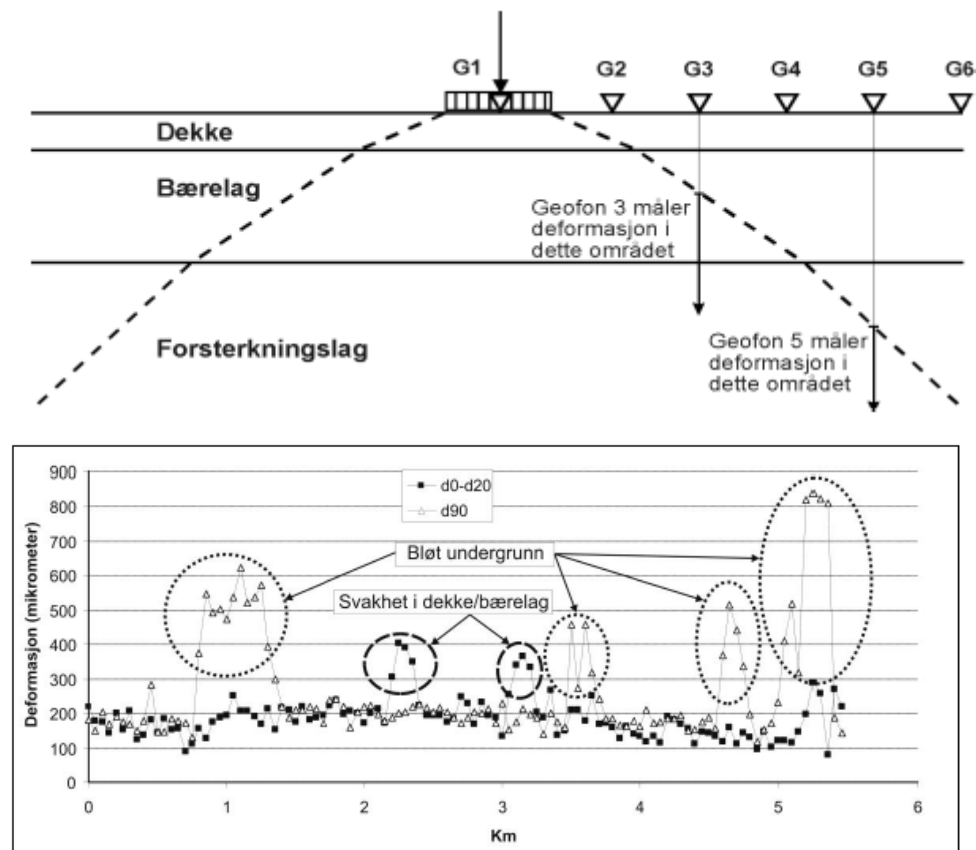 G1
G2
G3
G4
G5
G6
Dekke
Bærelag
Geofon 3 måler
deformasjon i
dette området
Forsterkningslag
Geofon 5 måler
deformasjon i
dette området
900
800
700
600
500
400
300
200
100
0
Deformasjon (mikrometer)
d0-d20
d90
Bløt undergrunn
Svakhet i dekke/bærelag
0
1
2
3
4
5
6
Km